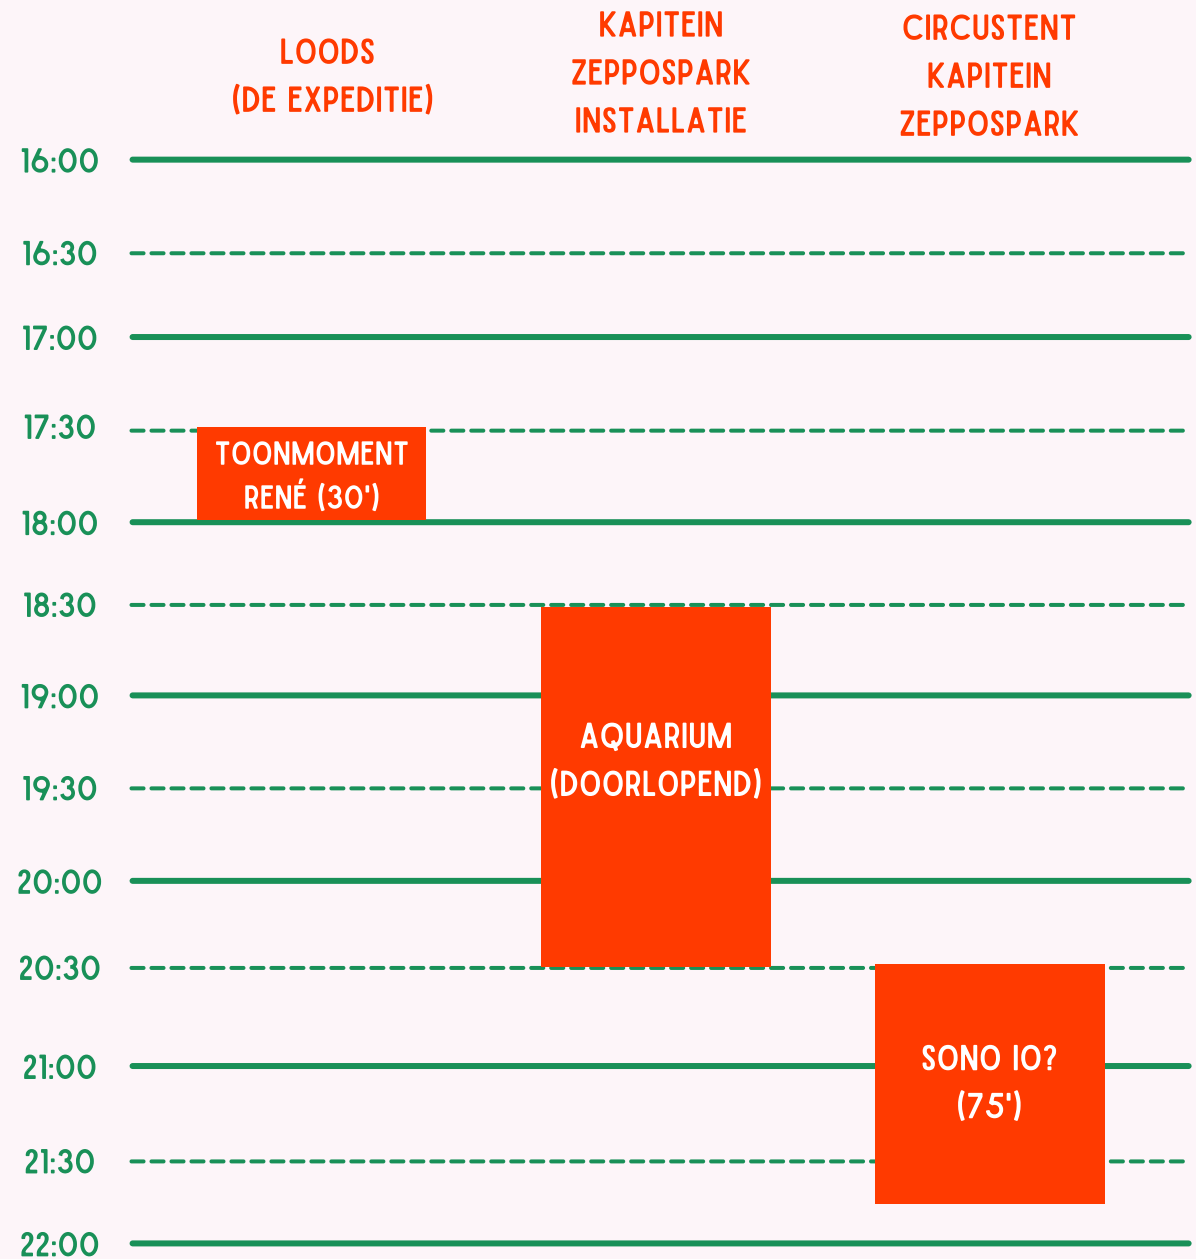 LOODS
(DE EXPEDITIE)
KAPITEIN
ZEPPOSPARK
INSTALLATIE
CIRCUSTENT
KAPITEIN
ZEPPOSPARK
16:00
16:30
17:00
17:30
TOONMOMENT
RENÉ (30')
18:00
18:30
19:00
AQUARIUM
(DOORLOPEND)
19:30
20:00
20:30
21:00
SONO IO?
(75')
21:30
22:00